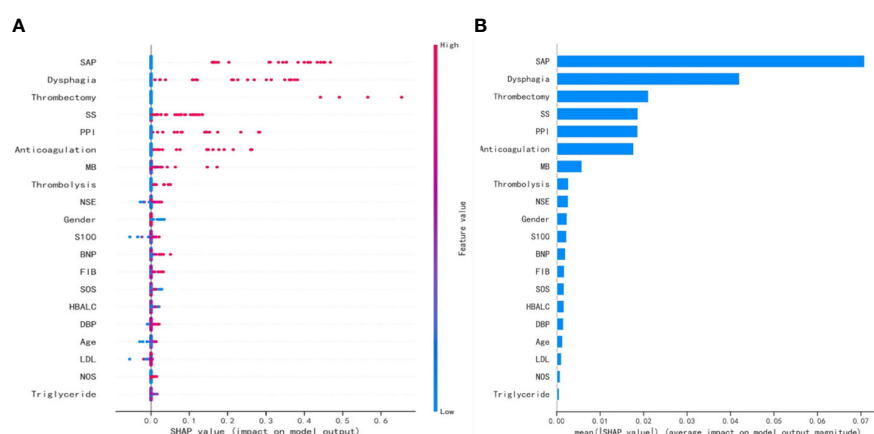 A
High
SAP
Dysphagia
Thrombectomy
SS
PPI
Anticoagulation
MB
Thrombolysis
NSE
Gender
S100
BNP
FIB
SOS
HBALC
DBP
Age
LDL
NOS
Triglyceride
Feature value
Low
0.0 0.1 0.2 0.3 0.4 0.5 0.6
SHAP value (impact on model output)
B
SAP
Dysphagia
Thrombectomy
SS
PPI
Anticoagulation
MB
Thrombolysis
NSE
Gender
S100
BNP
FIB
SOS
HBALC
DBP
Age
LDL
NOS
Triglyceride
0.00 0.01 0.02 0.03 0.04 0.05 0.06 0.07
mean(|SHAP value|) (average impact on model output magnitude)